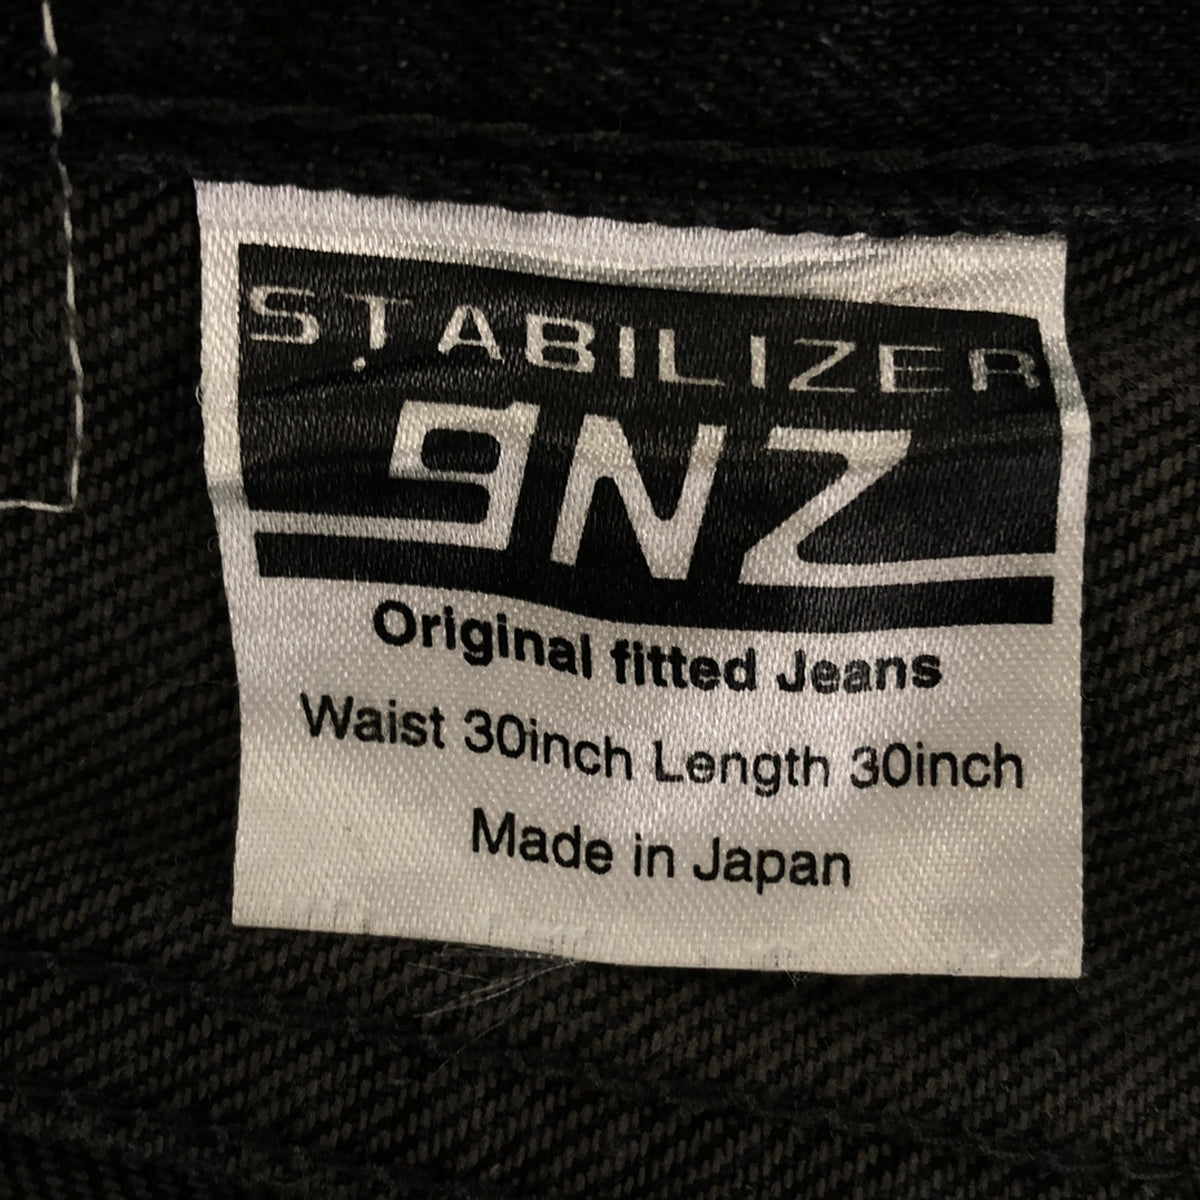 STABILIZER
gNZ
Original fitted Jeans
Waist 30inch Length 30inch
Made in Japan